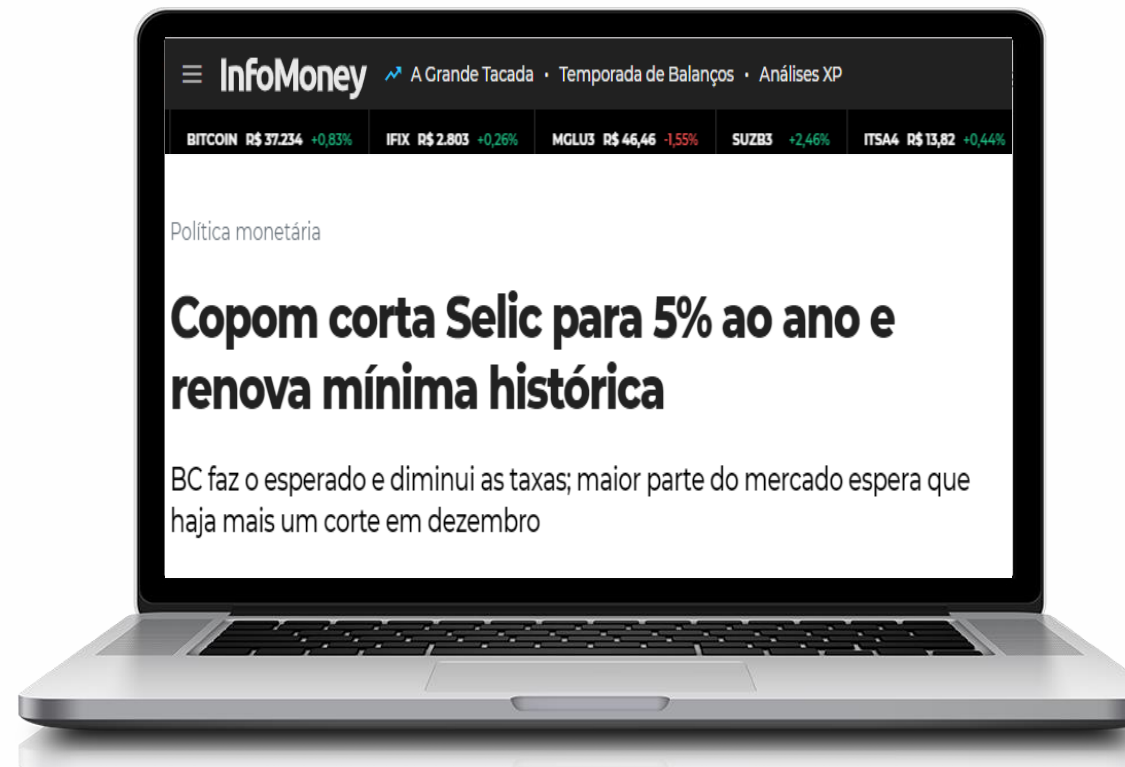 InfoMoney A Grande Tacada • Temporada de Balanços • Análises XP
BITCOIN R$ 37.234 +0,83% IFIX R$ 2.803 +0,26% MGLU3 R$ 46,46 -1,55% SUZB3 +2,46% ITSA4 R$ 13,82 +0,44%
Política monetária
Copom corta Selic para 5% ao ano e
renova mínima histórica
BC faz o esperado e diminui as taxas; maior parte do mercado espera que
haja mais um corte em dezembro